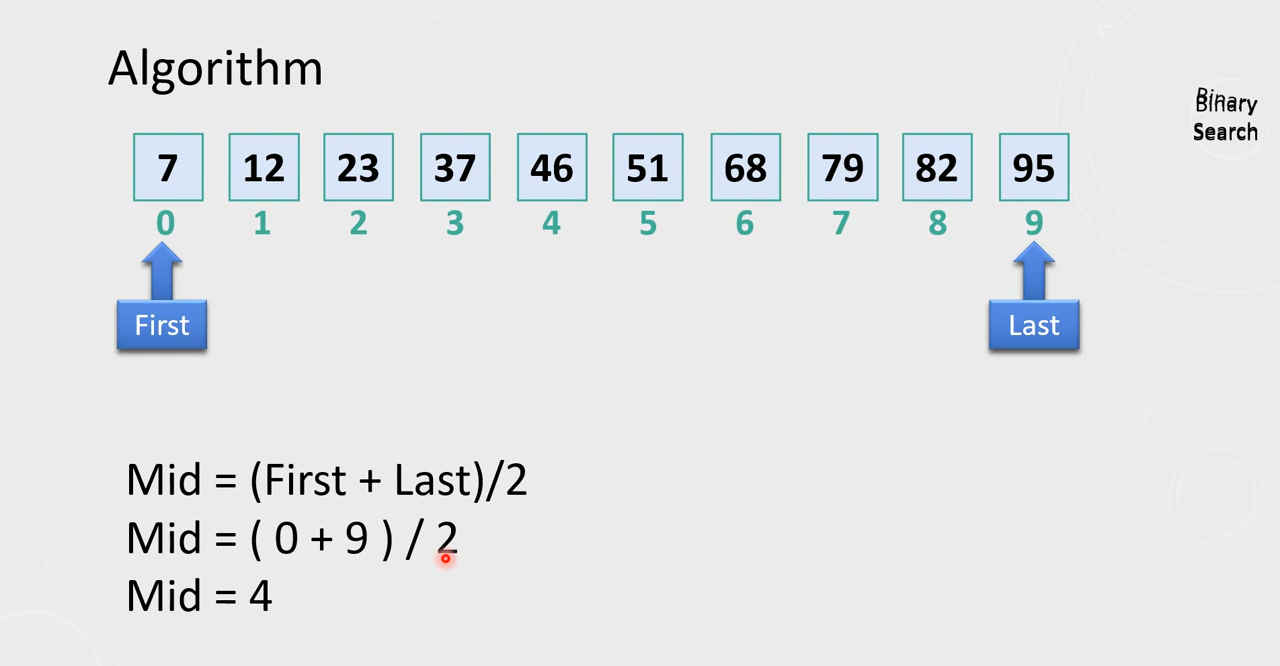 Algorithm
Binary
Binary
Search
7 12 23 37 46 51 68 79 82 95
0 1 2 3 4 5 6 7 8 9
First Last
Mid = (First + Last)/2
Mid = ( 0 + 9 ) / 2
Mid = 4